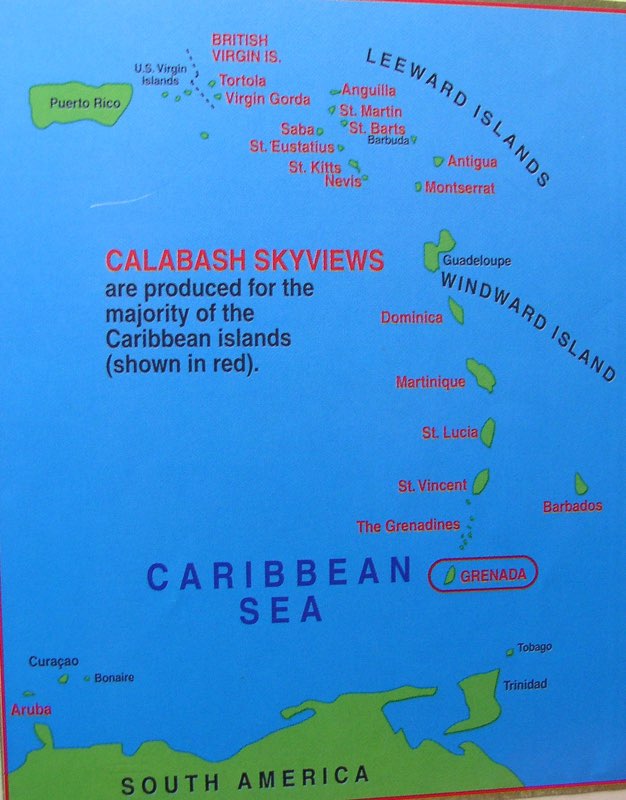 BRITISH
VIRGIN IS.
U.S. Virgin
Islands
Tortola
Virgin Gorda
Puerto Rico
LEEWARD ISLANDS
Anguilla
St. Martin
St. Barts
Saba
Barbuda
St. Eustatius
St. Kitts
Nevis
Antigua
Montserrat
CALABASH SKYVIEWS
are produced for the
majority of the
Caribbean islands
(shown in red).
Guadeloupe
WINDWARD ISLAND
Dominica
Martinique
St. Lucia
St. Vincent
Barbados
The Grenadines
GRENADA
CARIBBEAN
SEA
Tobago
Trinidad
Curaçao
Bonaire
Aruba
SOUTH AMERICA